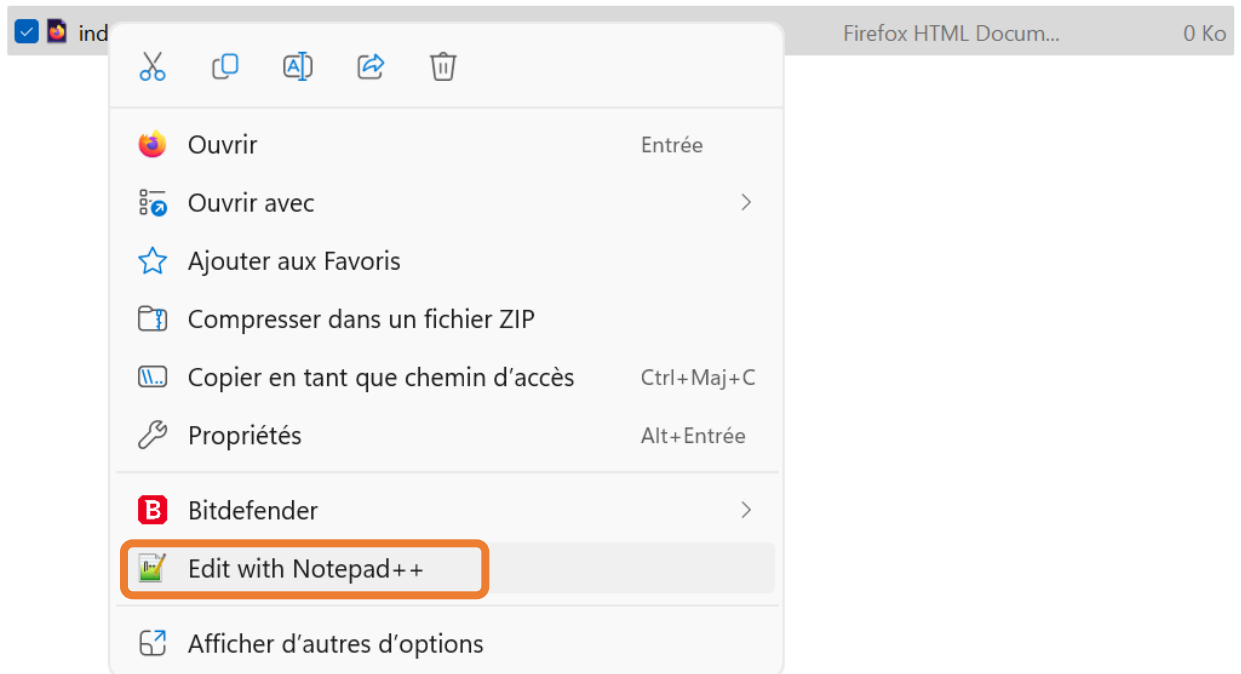 ind
Firefox HTML Docum...
0 Ko
Ouvrir
Entrée
Ouvrir avec
Ajouter aux Favoris
Compresser dans un fichier ZIP
Copier en tant que chemin d’accès
Ctrl+Maj+C
Propriétés
Alt+Entrée
Bitdefender
Edit with Notepad++
Afficher d’autres d’options